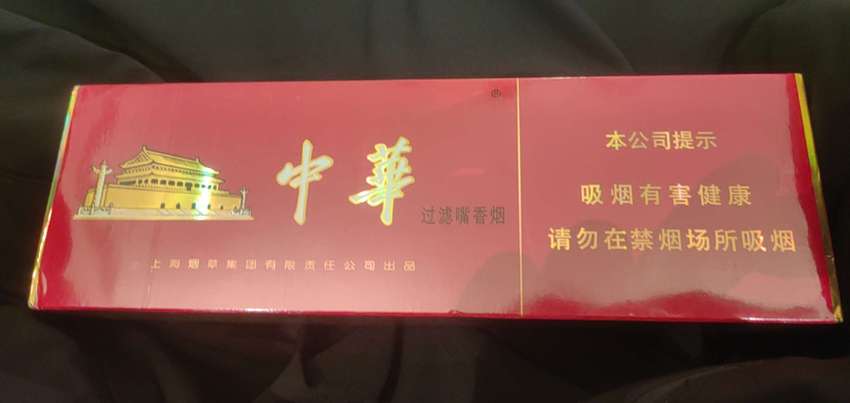 中華
过滤嘴香烟
上海烟草集团有限责任公司出品
本公司提示
吸烟有害健康
请勿在禁烟场所吸烟